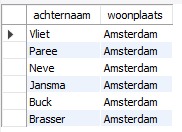 achternaam woonplaats
Vliet Amsterdam
Paree Amsterdam
Neve Amsterdam
Jansma Amsterdam
Buck Amsterdam
Brasser Amsterdam